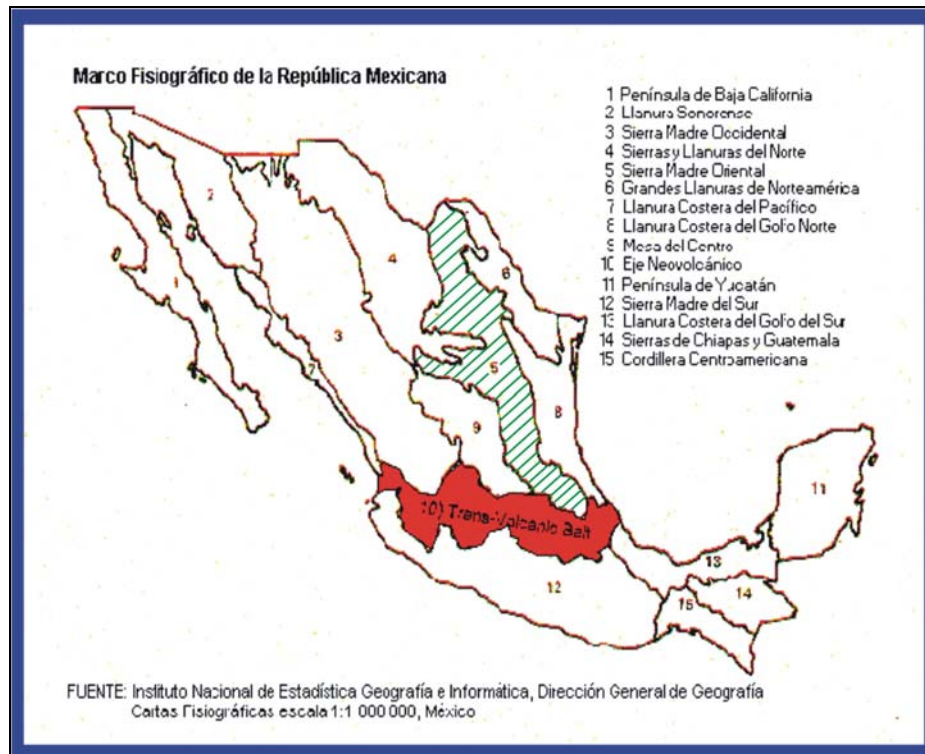 Marco Fisiográfico de la República Mexicana
1 Península de Baja California
2 Llanura Sonorense
3 Sierra Madre Occidental
4 Sierras y Llanuras del Norte
5 Sierra Madre Oriental
6 Grandes Llanuras de Norteamérica
7 Llanura Costera del Pacífico
8 Llanura Costera del Golfo Norte
9 Mesa del Centro
10 Eje Neovolcánico
11 Península de Yucatán
12 Sierra Madre del Sur
13 Llanura Costera del Golfo del Sur
14 Sierras de Chiapas y Guatemala
15 Cordillera Centroamericana
2
4
6
1
3
7
5
8
9
11
10) Trans-Volcanic Belt
13
12
15
14
FUENTE: Instituto Nacional de Estadística Geografía e Informática, Dirección General de Geografía
Cartas Fisiográficas escala 1:1 000 000, México